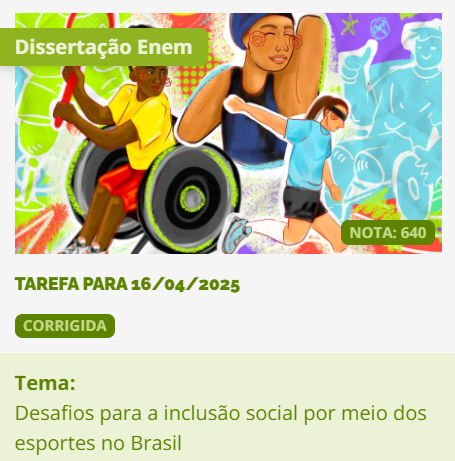 Dissertação Enem
NOTA: 640
TAREFA PARA 16/04/2025
CORRIGIDA
Tema:
Desafios para a inclusão social por meio dos
esportes no Brasil